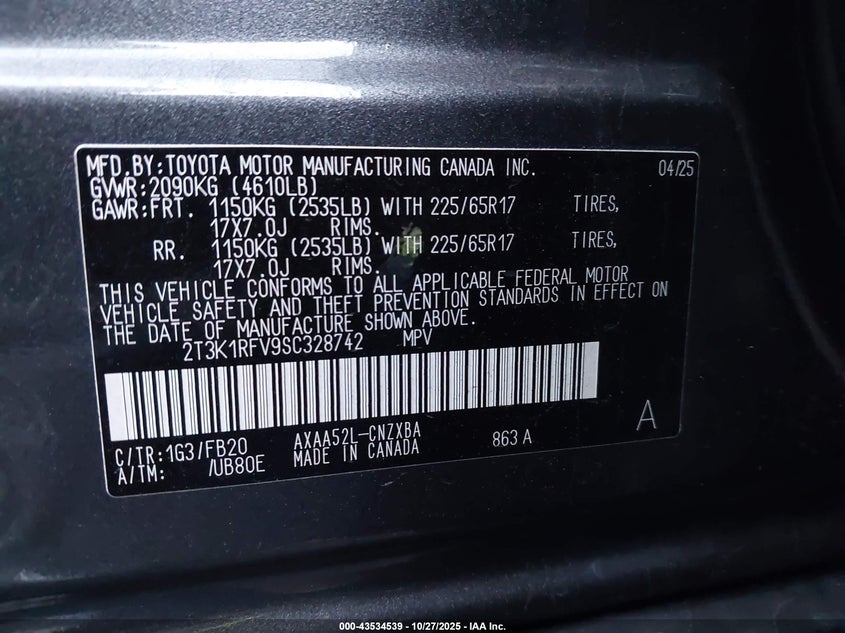 MFD.BY:TOYOTA MOTOR MANUFACTURING CANADA INC. 04/25
GVWR:2090KG (4610LB)
GAWR:FRT. 1150KG (2535LB) WITH 225/65R17 TIRES,
17X7.0J RIMS.
RR. 1150KG (2535LB) WITH 225/65R17 TIRES,
17X7.0J RIMS.
THIS VEHICLE CONFORMS TO ALL APPLICABLE FEDERAL MOTOR
VEHICLE SAFETY AND THEFT PREVENTION STANDARDS IN EFFECT ON
THE DATE OF MANUFACTURE SHOWN ABOVE.
2T3K1RFV9SC328742 MPV
C/TR:1G3/FB20 AXAA52L-CNZXBA 863 A A
A/TM: /UB80E MADE IN CANADA
000-43534539 - 10/27/2025 - IAA Inc.